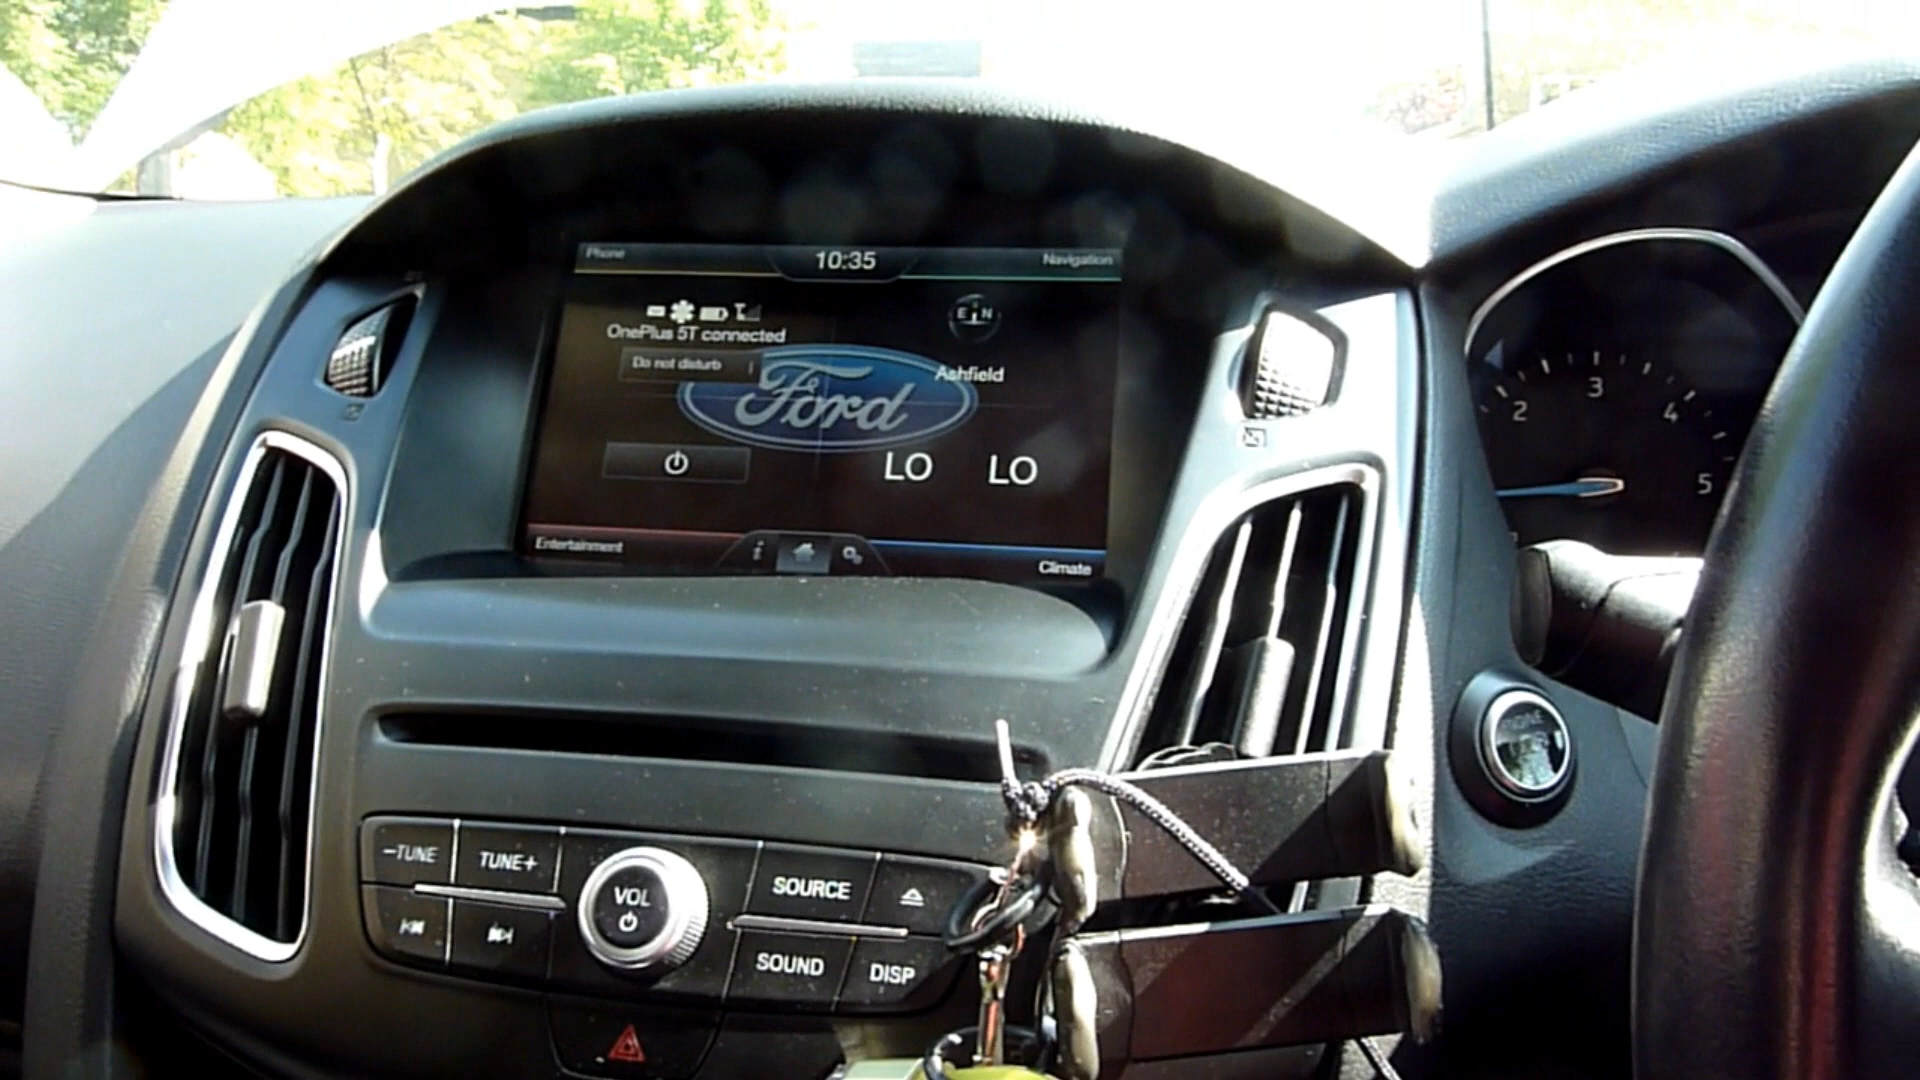 Phone
10:35
Navigation
OnePlus 5T connected
E N
Do not disturb
Ford
Ashfield
LO LO
Entertainment
i
Climate
2
3
4
5
ENGINE
-TUNE
TUNE+
VOL
SOURCE
SOUND
DISP